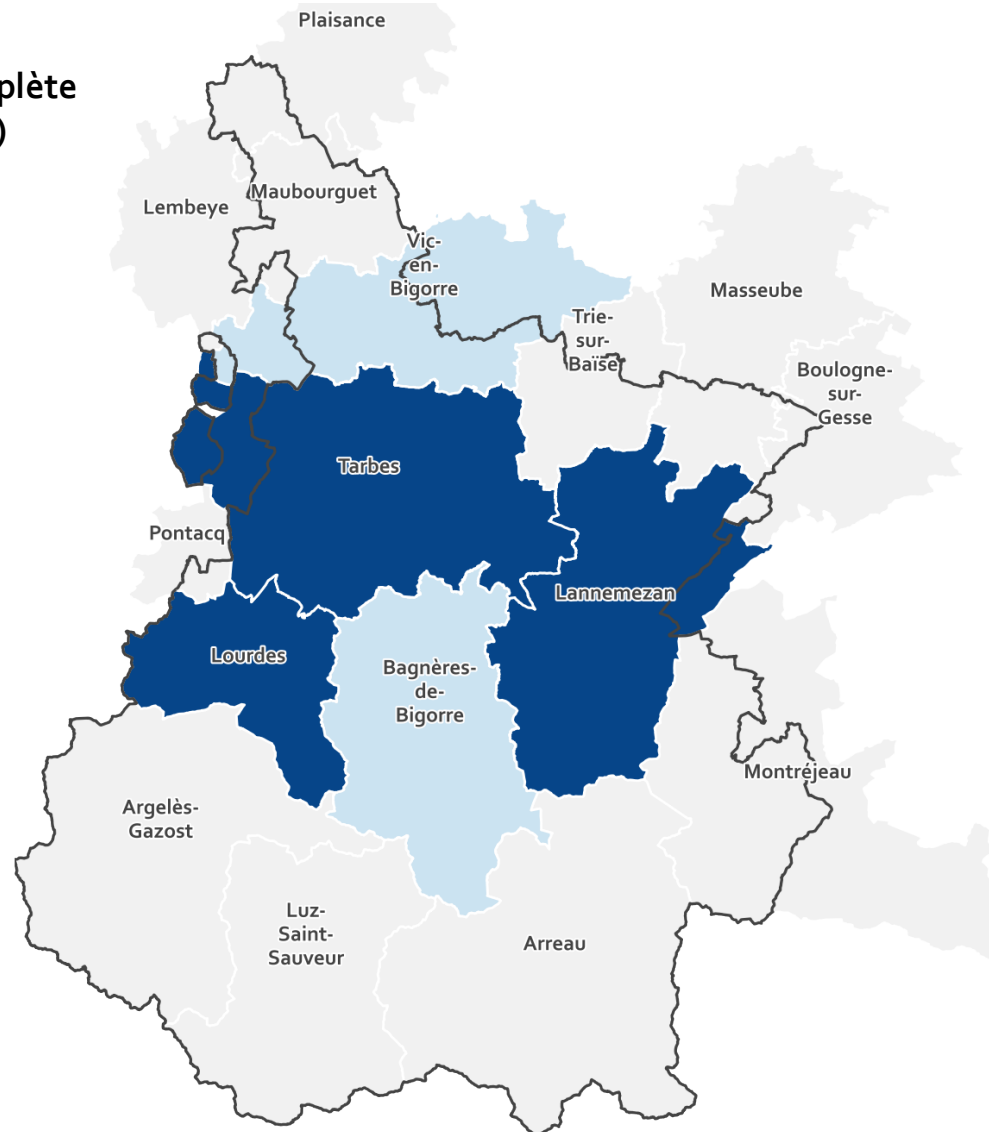 Plaisance
plète
)
Lembeye
Maubourguet
Vic-
en-
Bigorre
Masseube
Trie-
sur-
Baïse
Boulogne-
sur-
Gesse
Tarbes
Pontacq
Lannemezan
Lourdes
Bagnères-
de-
Bigorre
Montréjeau
Argelès-
Gazost
Luz-
Saint-
Sauveur
Arreau